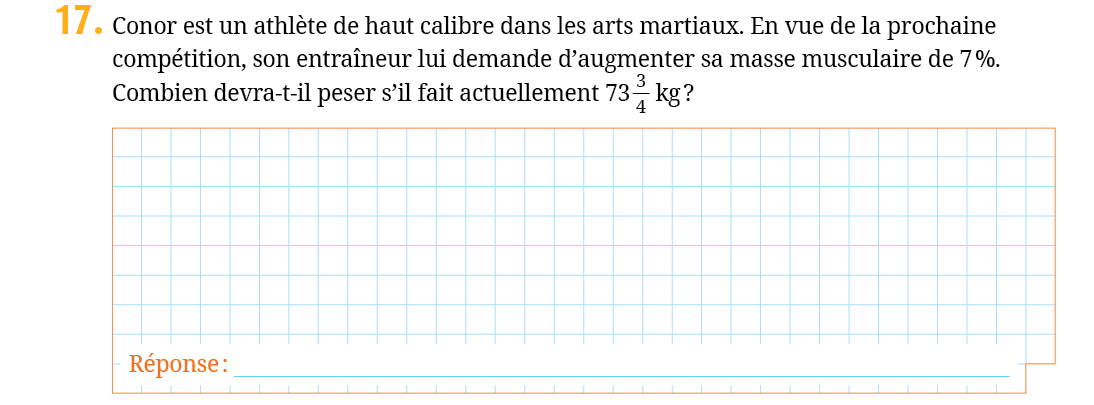 17. Conor est un athlète de haut calibre dans les arts martiaux. En vue de la prochaine
compétition, son entraîneur lui demande d’augmenter sa masse musculaire de 7 %.
Combien devra-t-il peser s’il fait actuellement 73 3/4 kg ?
Réponse :